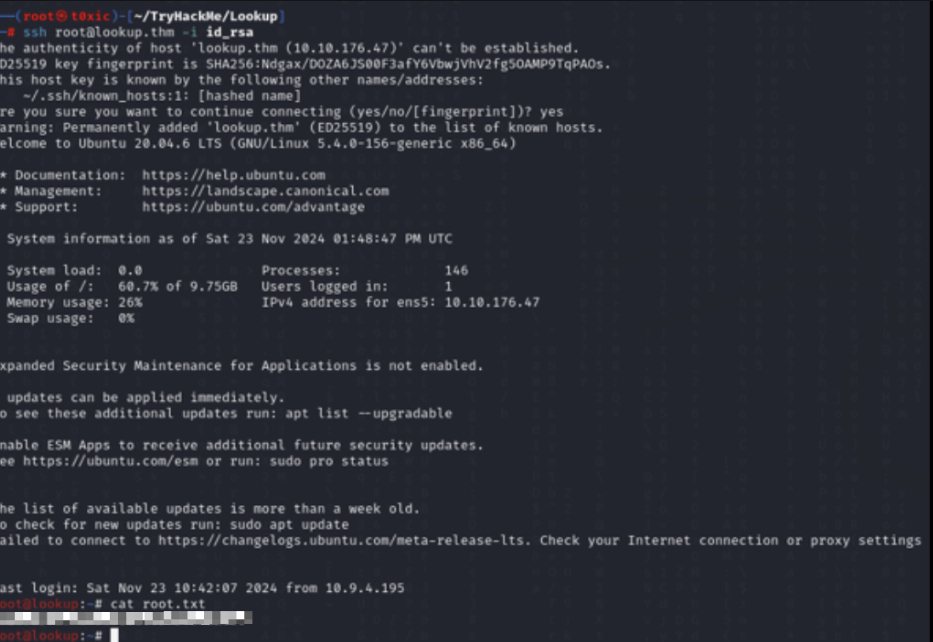 (root㉿t0xic)-[~/TryHackMe/Lookup]
# ssh root@lookup.thm -i id_rsa
he authenticity of host 'lookup.thm (10.10.176.47)' can't be established.
D25519 key fingerprint is SHA256:Ndgax/DOZA6JS00F3afY6VbwjVhV2fg5OAMP9TqPAOs.
his host key is known by the following other names/addresses:
~/.ssh/known_hosts:1: [hashed name]
re you sure you want to continue connecting (yes/no/[fingerprint])? yes
arning: Permanently added 'lookup.thm' (ED25519) to the list of known hosts.
elcome to Ubuntu 20.04.6 LTS (GNU/Linux 5.4.0-156-generic x86_64)
* Documentation: https://help.ubuntu.com
* Management: https://landscape.canonical.com
* Support: https://ubuntu.com/advantage
System information as of Sat 23 Nov 2024 01:48:47 PM UTC
System load: 0.0 Processes: 146
Usage of /: 60.7% of 9.75GB Users logged in: 1
Memory usage: 26% IPv4 address for ens5: 10.10.176.47
Swap usage: 0%
xpanded Security Maintenance for Applications is not enabled.
updates can be applied immediately.
o see these additional updates run: apt list --upgradable
nable ESM Apps to receive additional future security updates.
ee https://ubuntu.com/esm or run: sudo pro status
he list of available updates is more than a week old.
o check for new updates run: sudo apt update
ailed to connect to https://changelogs.ubuntu.com/meta-release-lts. Check your Internet connection or proxy settings
ast login: Sat Nov 23 10:42:07 2024 from 10.9.4.195
oot@lookup:~# cat root.txt
oot@lookup:~#